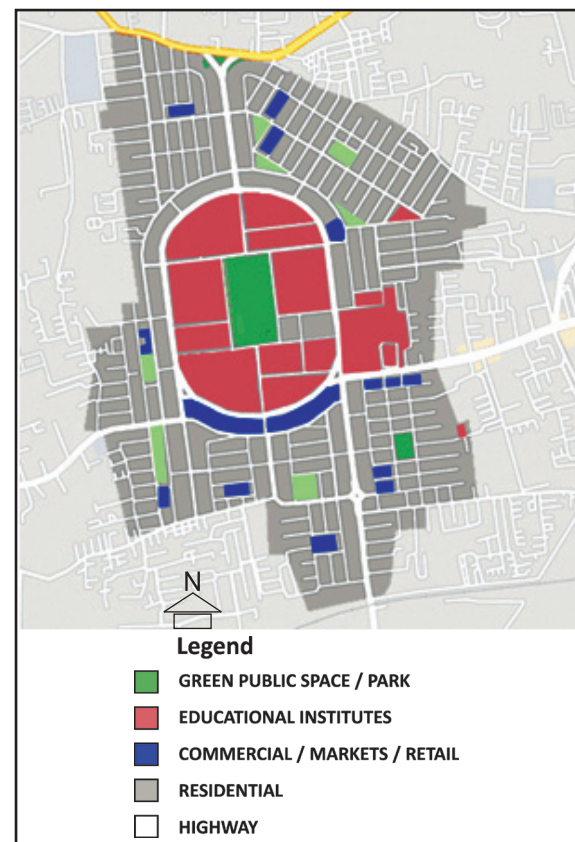 N
Legend
GREEN PUBLIC SPACE / PARK
EDUCATIONAL INSTITUTES
COMMERCIAL / MARKETS / RETAIL
RESIDENTIAL
HIGHWAY